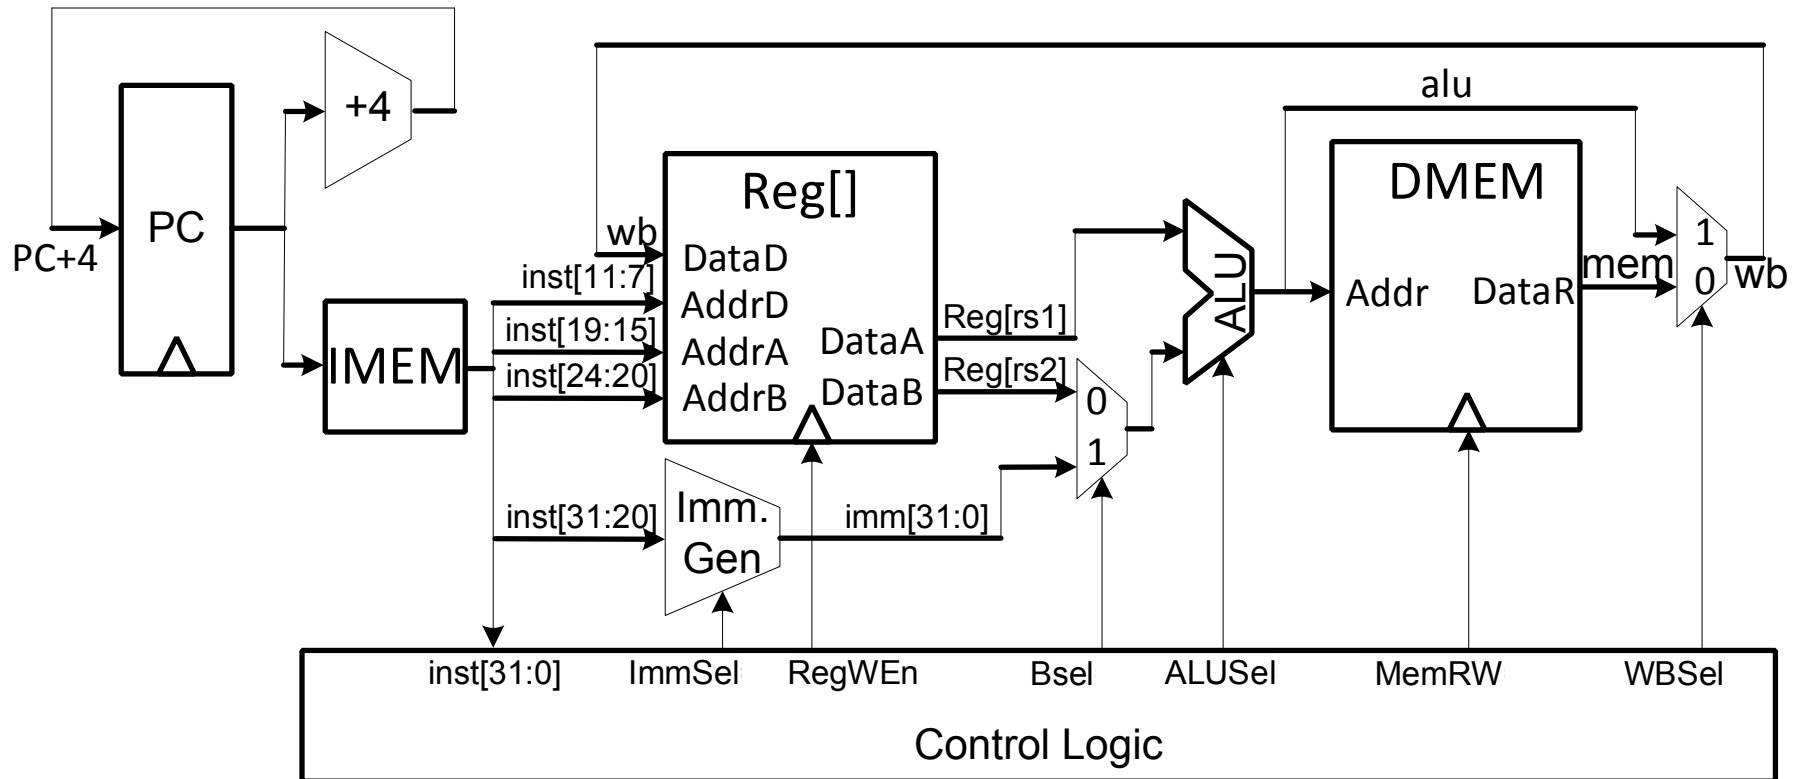 +4
alu
PC
PC+4
IMEM
Reg[]
wb
DataD
inst[11:7]
AddrD
inst[19:15]
AddrA
inst[24:20]
AddrB
DataA
DataB
Reg[rs1]
Reg[rs2]
0
1
ALU
DMEM
Addr
DataR
mem
1
0
wb
inst[31:20]
Imm.
Gen
imm[31:0]
inst[31:0]
ImmSel
RegWEn
Bsel
ALUSel
MemRW
WBSel
Control Logic